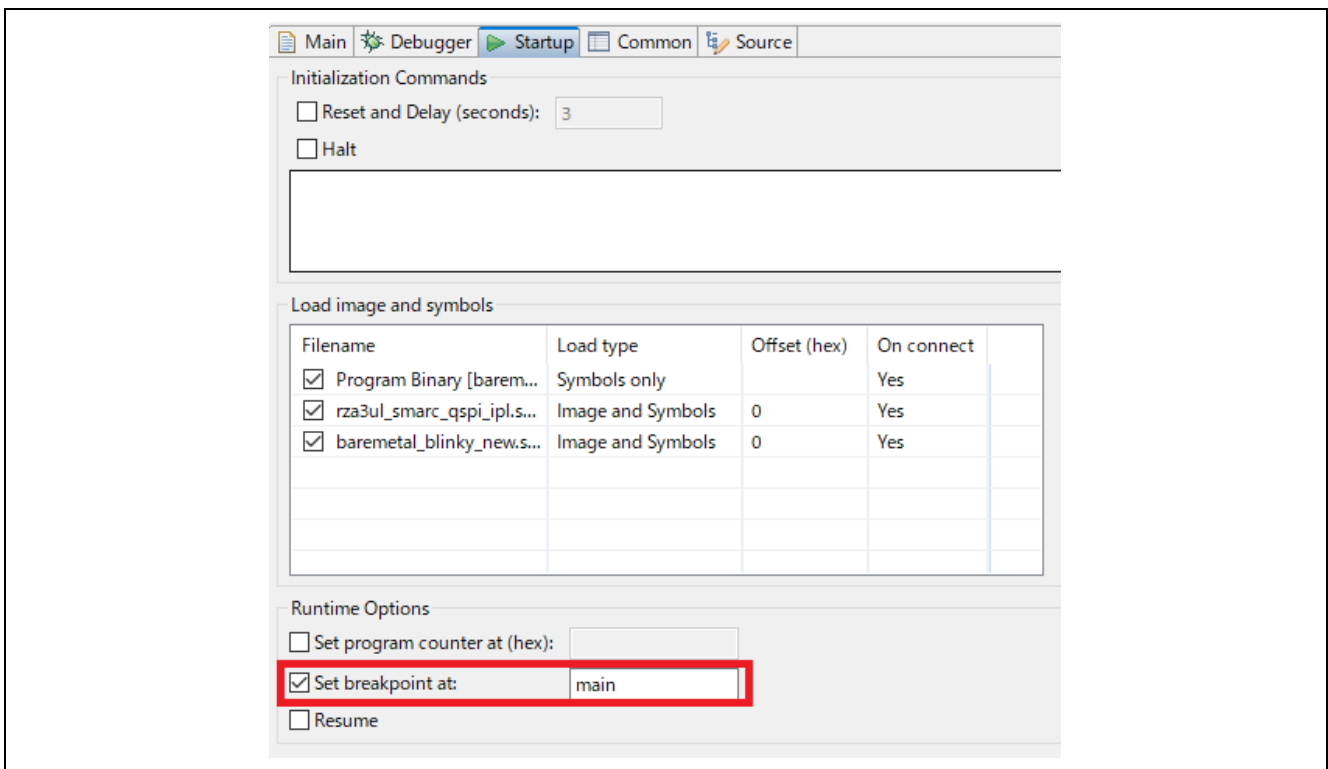 Main Debugger Startup Common Source
Initialization Commands
Reset and Delay (seconds): 3
Halt
Load image and symbols
Filename Load type Offset (hex) On connect
Program Binary [barem... Symbols only Yes
rza3ul_smarc_qspi_ipl.s... Image and Symbols 0 Yes
baremetal_blinky_new.s... Image and Symbols 0 Yes
Runtime Options
Set program counter at (hex):
Set breakpoint at: main
Resume